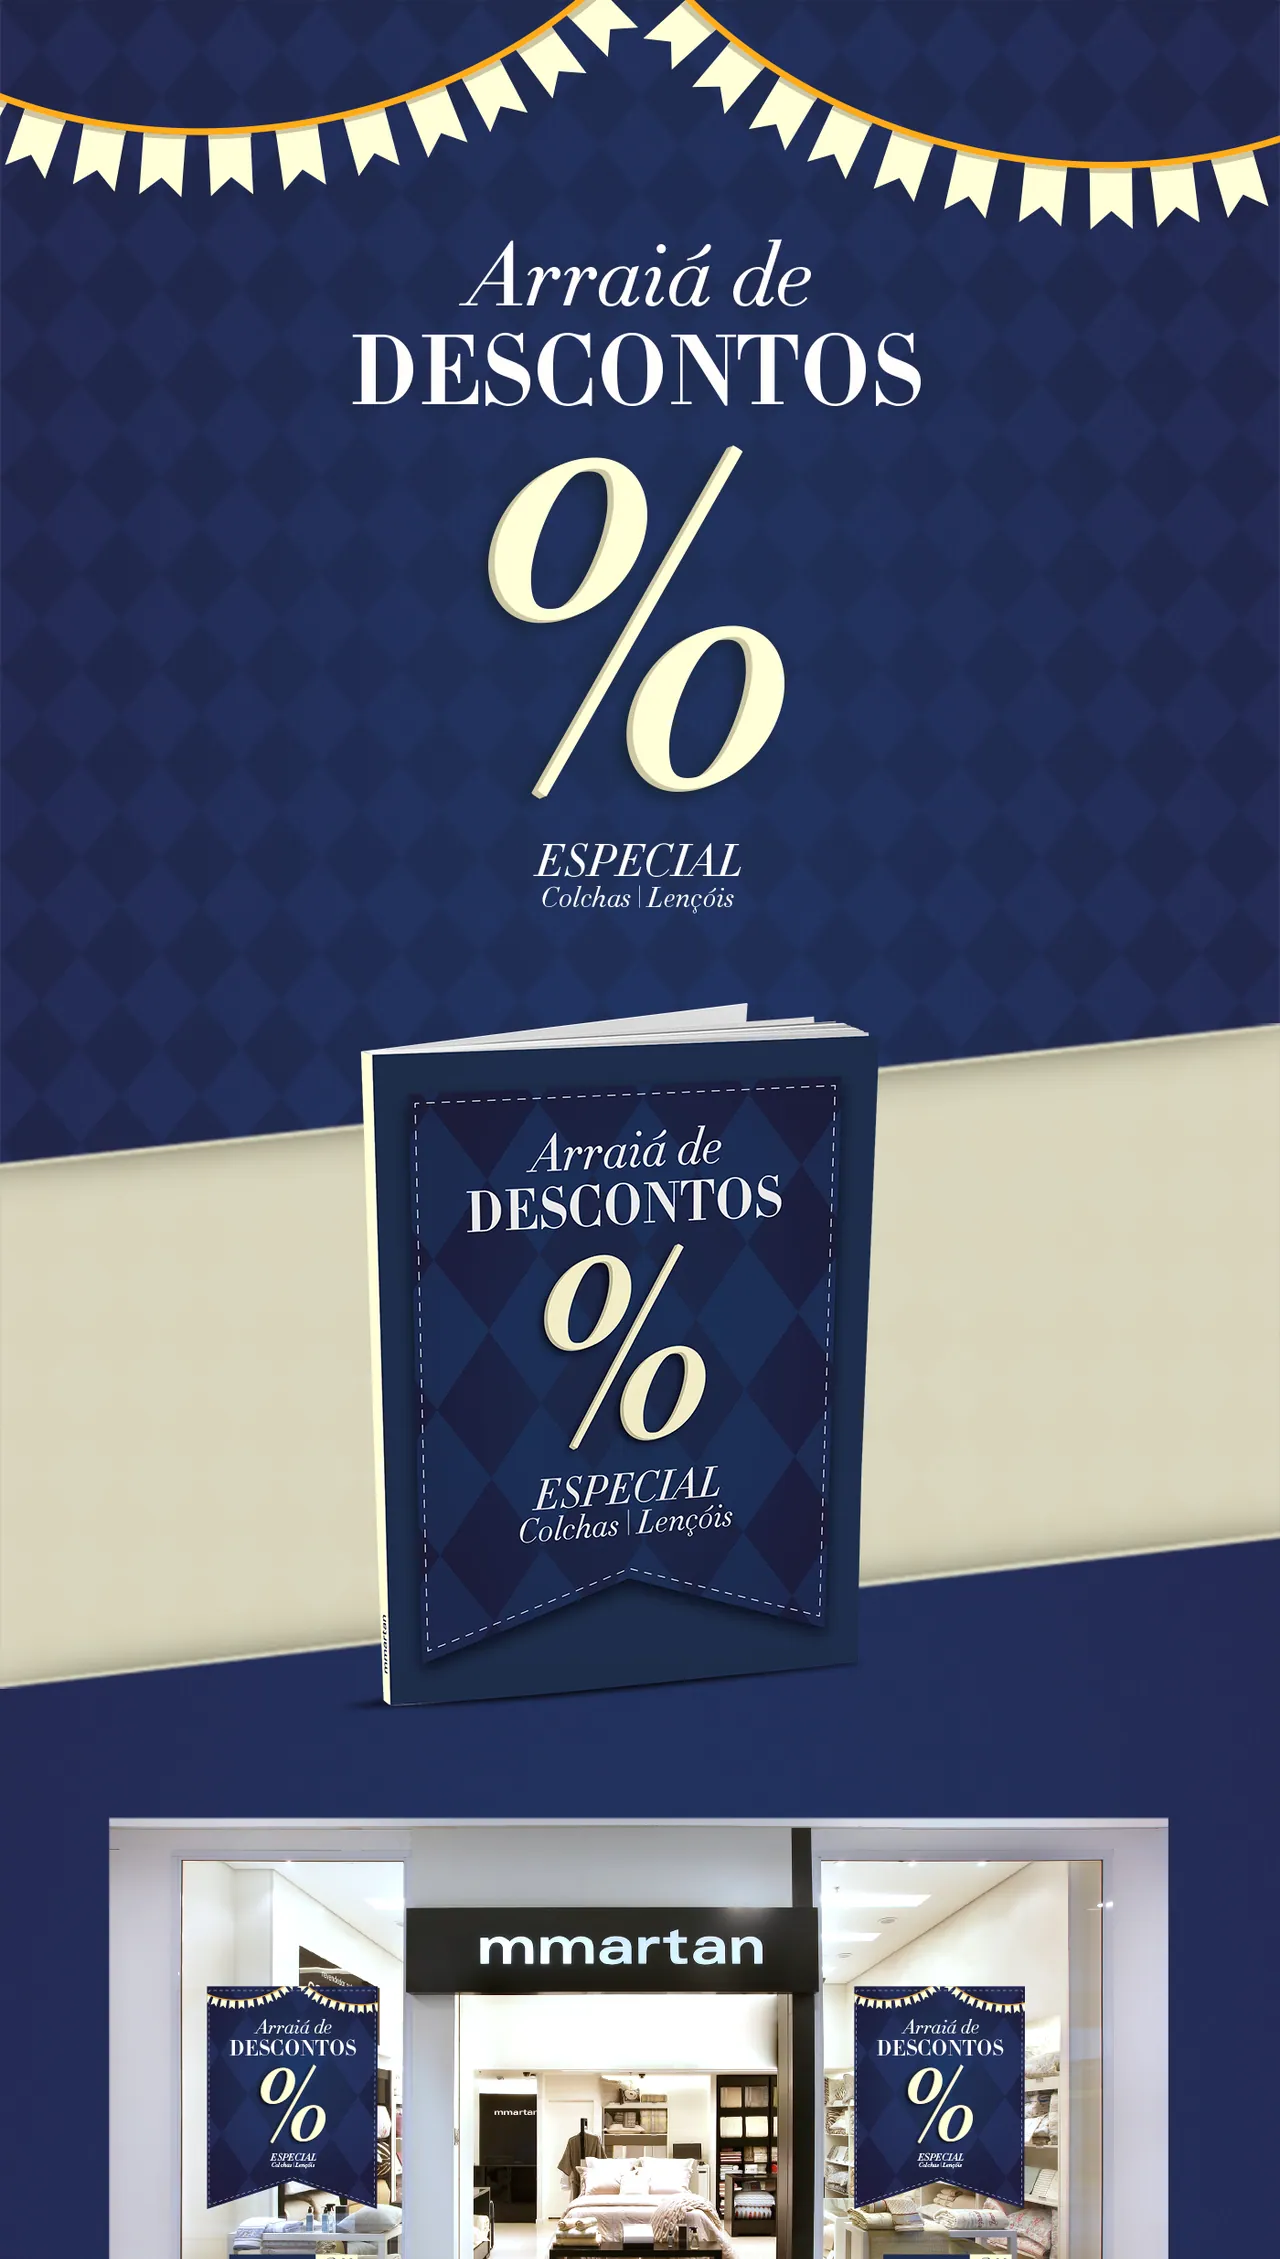 Arraiá de
DESCONTOS
%
ESPECIAL
Colchas | Lençóis
Arraiá de
DESCONTOS
%
ESPECIAL
Colchas | Lençóis
mmartan
mmartan
Arraiá de
DESCONTOS
%
ESPECIAL
Colchas | Lençóis
mmartan
Arraiá de
DESCONTOS
%
ESPECIAL
Colchas | Lençóis